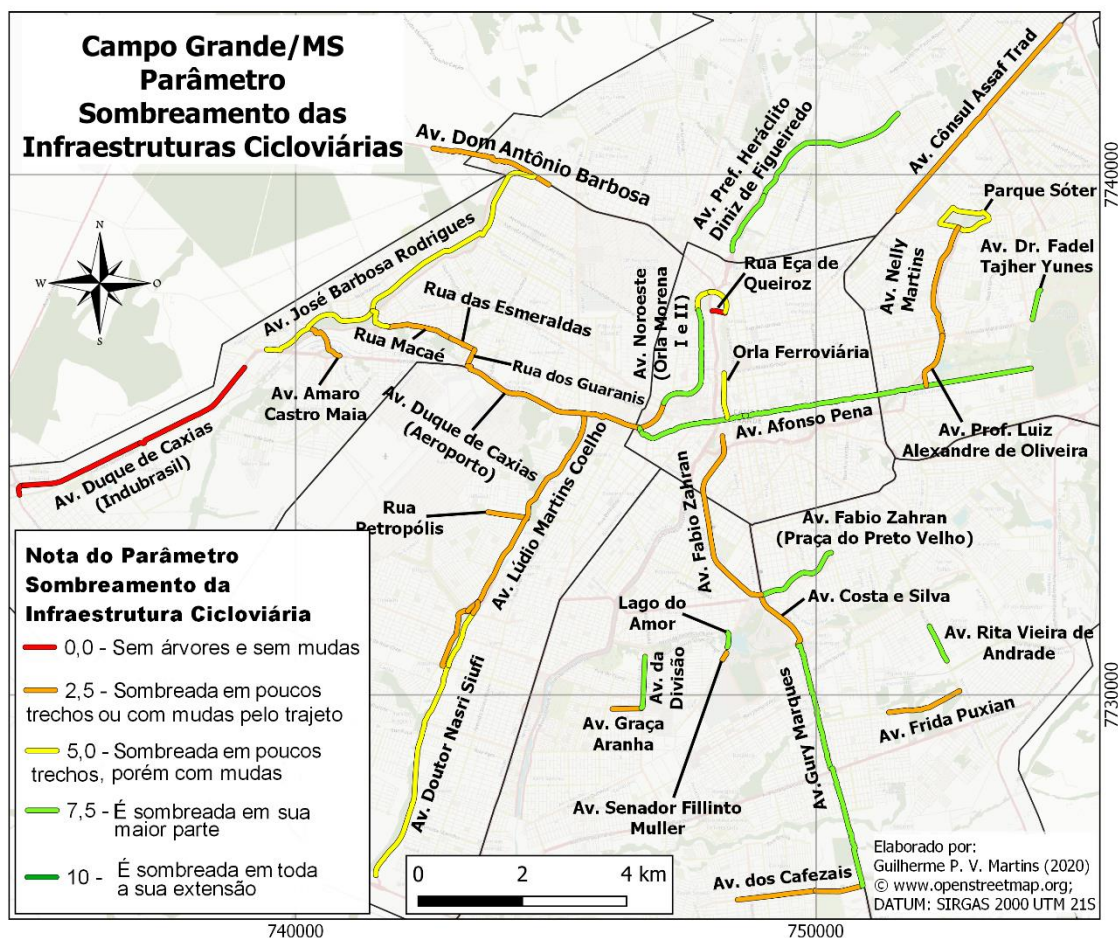 Campo Grande/MS
Parâmetro
Sombreamento das
Infraestruturas Cicloviárias
Av. Dom Antônio Barbosa
Av. Pref. Heráclito
Diniz de Figueiredo
Av. Cônsul Assaf Trad
7740000
Parque Sóter
Av. Dr. Fadel
Tajher Yunes
Av. Nelly
Martins
N
W
O
S
Av. José Barbosa Rodrigues
Rua das Esmeraldas
Rua Macaé
Rua dos Guaranis
Av. Noroeste
(Orla Morena
I e II)
Rua Eça de
Queiroz
Orla Ferroviária
Av. Amaro
Castro Maia
Av. Duque de Caxias
(Aeroporto)
Av. Afonso Pena
Av. Prof. Luiz
Alexandre de Oliveira
Av. Duque de Caxias
(Indubrasil)
Rua
Petropólis
Av. Lúdio Martins Coelho
Av. Fabio Zahran
Av. Fabio Zahran
(Praça do Preto Velho)
Av. Costa e Silva
Lago do
Amor
Av. da
Divisão
Av. Rita Vieira de
Andrade
7730000
Av. Graça
Aranha
Av. Frida Puxian
Av. Doutor Nasri Siufi
Av.Gury Marques
Av. Senador Fillinto
Muller
Av. dos Cafezais
Nota do Parâmetro
Sombreamento da
Infraestrutura Cicloviária
0,0 - Sem árvores e sem mudas
2,5 - Sombreada em poucos
trechos ou com mudas pelo trajeto
5,0 - Sombreada em poucos
trechos, porém com mudas
7,5 - É sombreada em sua
maior parte
10 - É sombreada em toda
a sua extensão
0 2 4 km
Elaborado por:
Guilherme P. V. Martins (2020)
© www.openstreetmap.org;
DATUM: SIRGAS 2000 UTM 21S
740000
750000